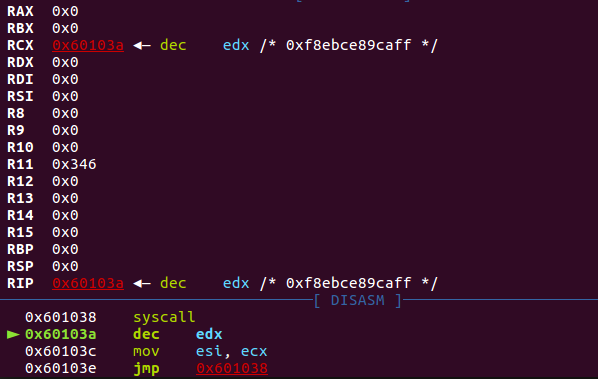 RAX 0x0
RBX 0x0
RCX 0x60103a ◂— dec edx /* 0xf8ebce89caff */
RDX 0x0
RDI 0x0
RSI 0x0
R8 0x0
R9 0x0
R10 0x0
R11 0x346
R12 0x0
R13 0x0
R14 0x0
R15 0x0
RBP 0x0
RSP 0x0
RIP 0x60103a ◂— dec edx /* 0xf8ebce89caff */
[ DISASM ]
0x601038 syscall
► 0x60103a dec edx
0x60103c mov esi, ecx
0x60103e jmp 0x601038